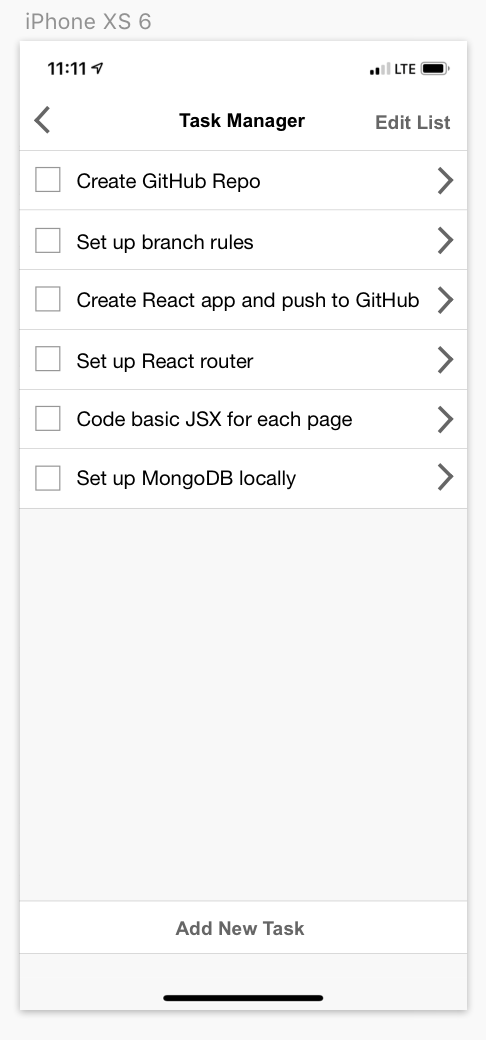 iPhone XS 6
11:11 LTE
Task Manager Edit List
Create GitHub Repo
Set up branch rules
Create React app and push to GitHub
Set up React router
Code basic JSX for each page
Set up MongoDB locally
Add New Task